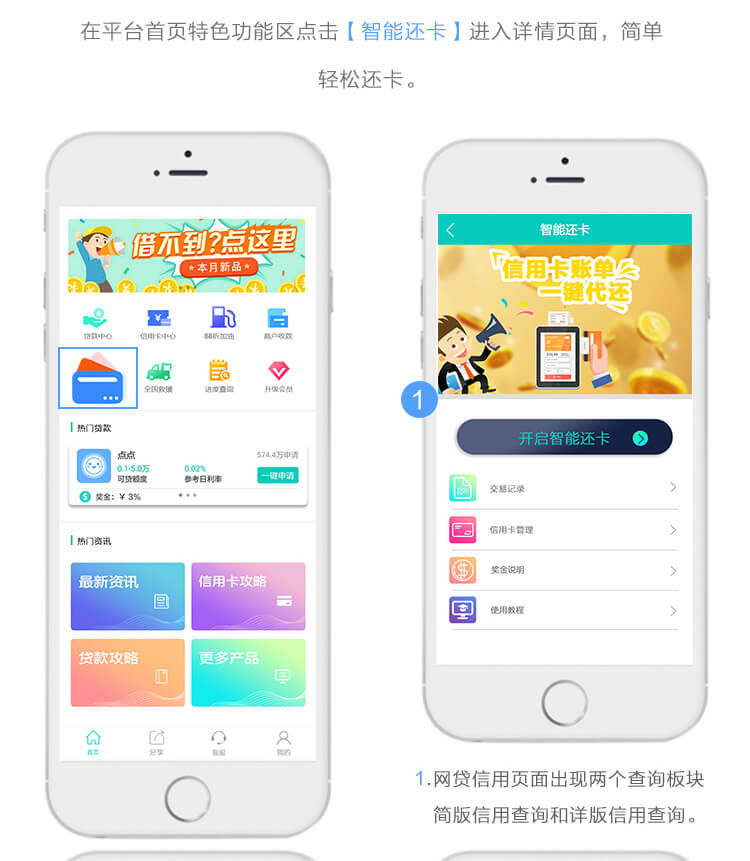 在平台首页特色功能区点击【智能还卡】进入详情页面，简单
轻松还卡。
借不到?点这里
★本月新品★
贷款中心
信用卡中心
88折加油
商户收款
全国救援
进度查询
升级会员
热门贷款
点点
574.4万申请
0.1-5.0万
0.02%
可贷额度
参考日利率
一键申请
奖金：¥ 3%
热门资讯
最新资讯
信用卡攻略
贷款攻略
更多产品
首页
分享
客服
我的
智能还卡
信用卡账单
一键代还
1
开启智能还卡
交易记录
信用卡管理
奖金说明
使用教程
1.网贷信用页面出现两个查询板块
简版信用查询和详版信用查询。